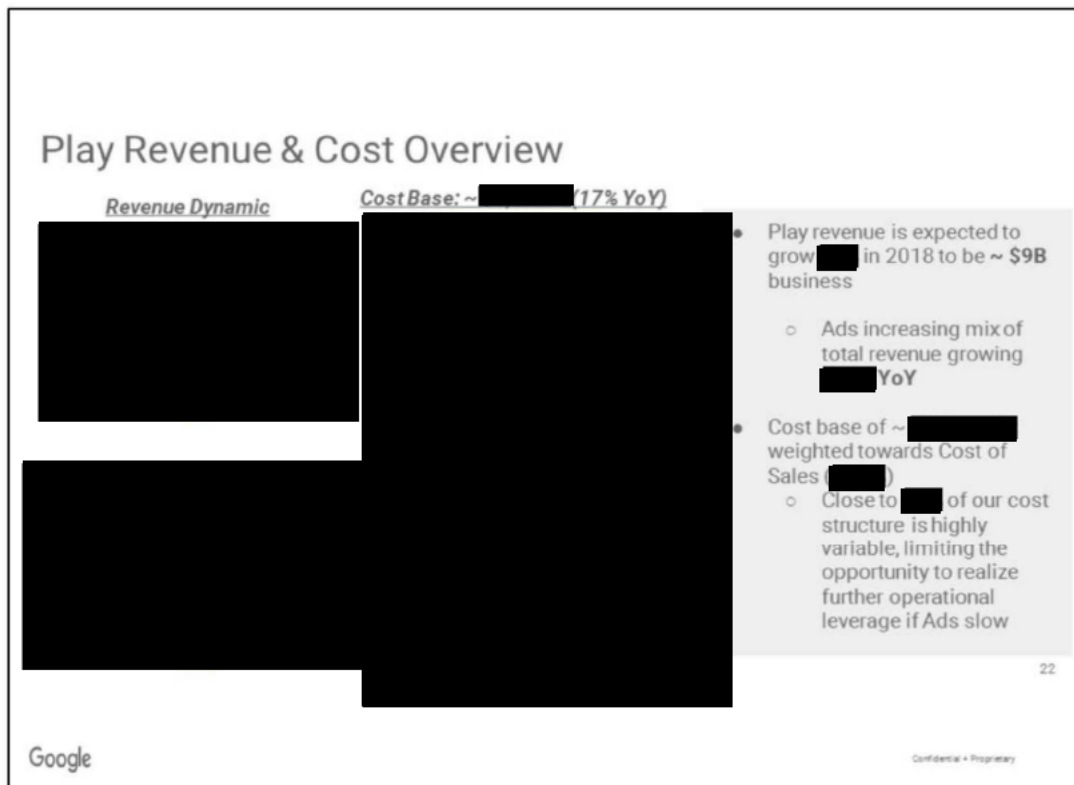 Play Revenue & Cost Overview
Revenue Dynamic
Cost Base: ~ (17% YoY)
● Play revenue is expected to
grow in 2018 to be ~ $9B
business
○ Ads increasing mix of
total revenue growing
YoY
● Cost base of ~
weighted towards Cost of
Sales ( )
○ Close to of our cost
structure is highly
variable, limiting the
opportunity to realize
further operational
leverage if Ads slow
22
Google
Confidential + Proprietary